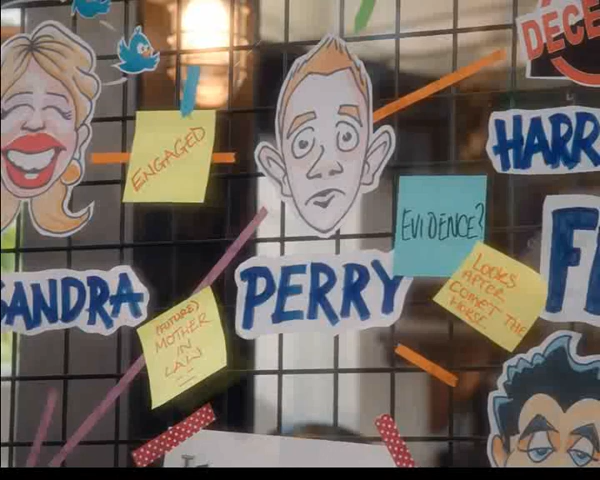 DECE
HARR
ENGAGED
EVIDENCE?
SANDRA
PERRY
F
LOOKS
AFTER
COMET THE
HORSE
(FUTURE)
MOTHER
IN
LAW